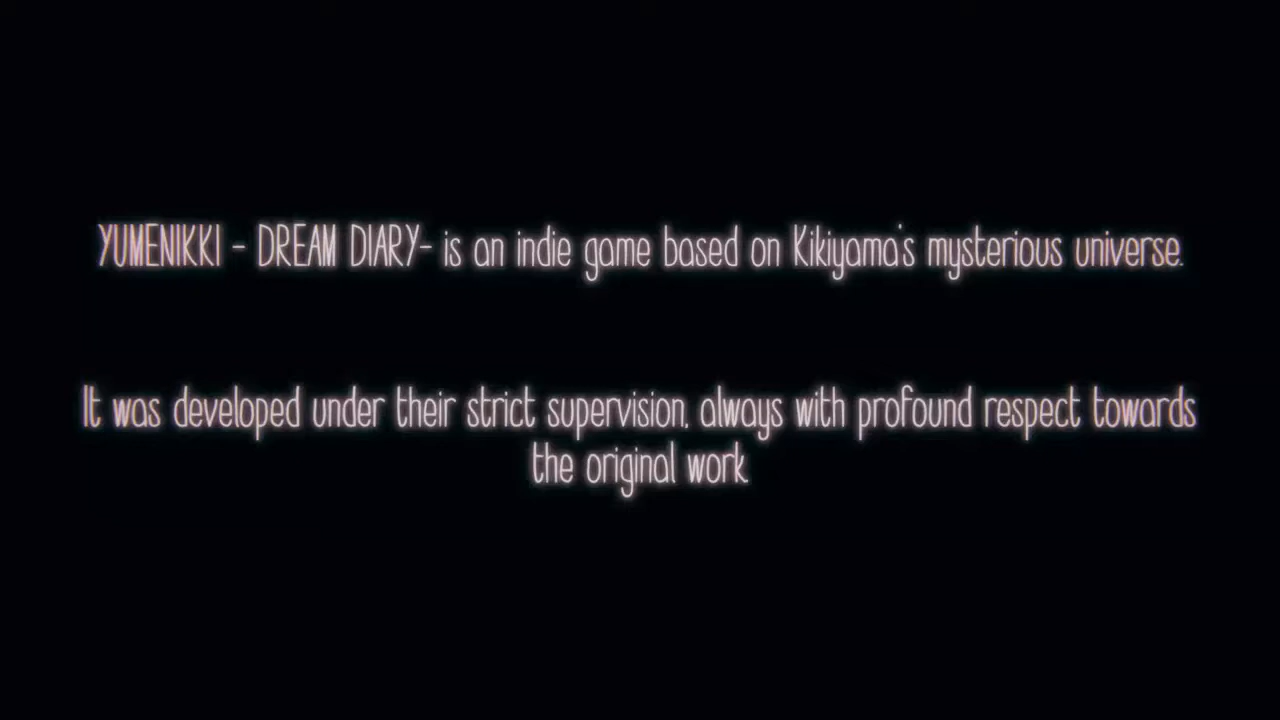 YUMENIKKI - DREAM DIARY- is an indie game based on Kikiyama's mysterious universe.
It was developed under their strict supervision, always with profound respect towards
the original work.